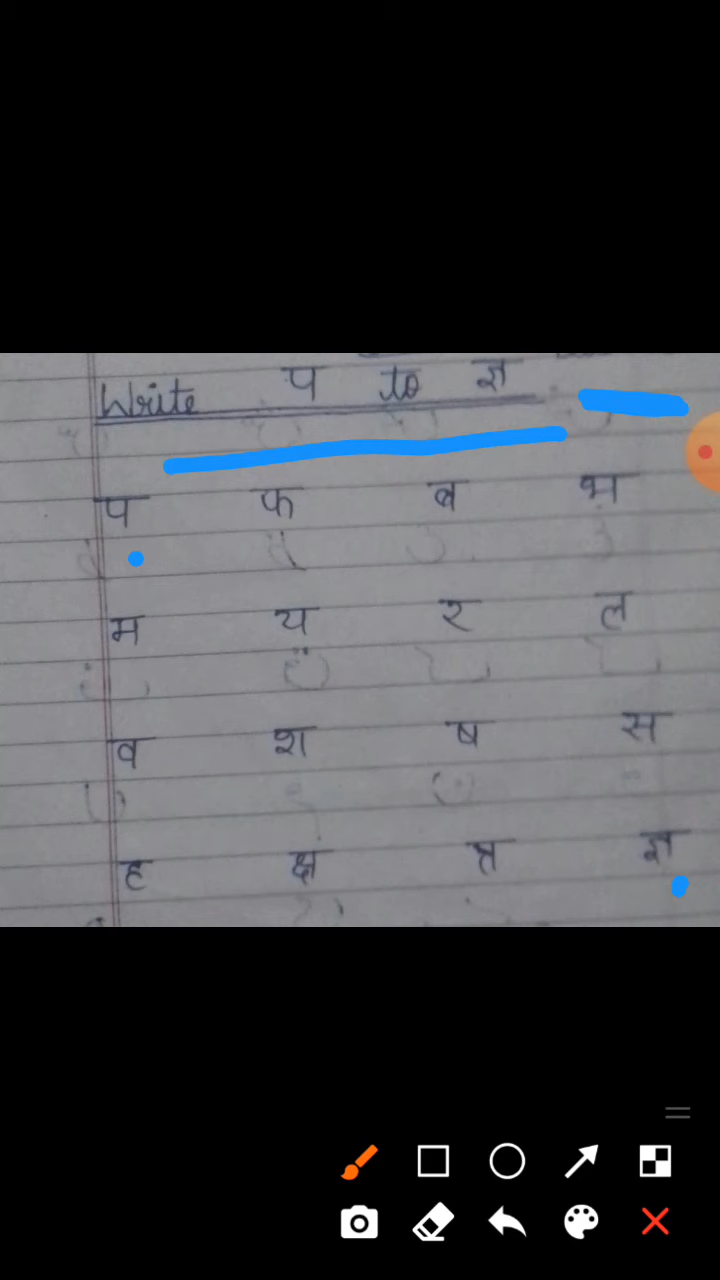 Write प to ज्ञ
प फ ब भ
म य र ल
व श ष स
ह क्ष त्र ज्ञ